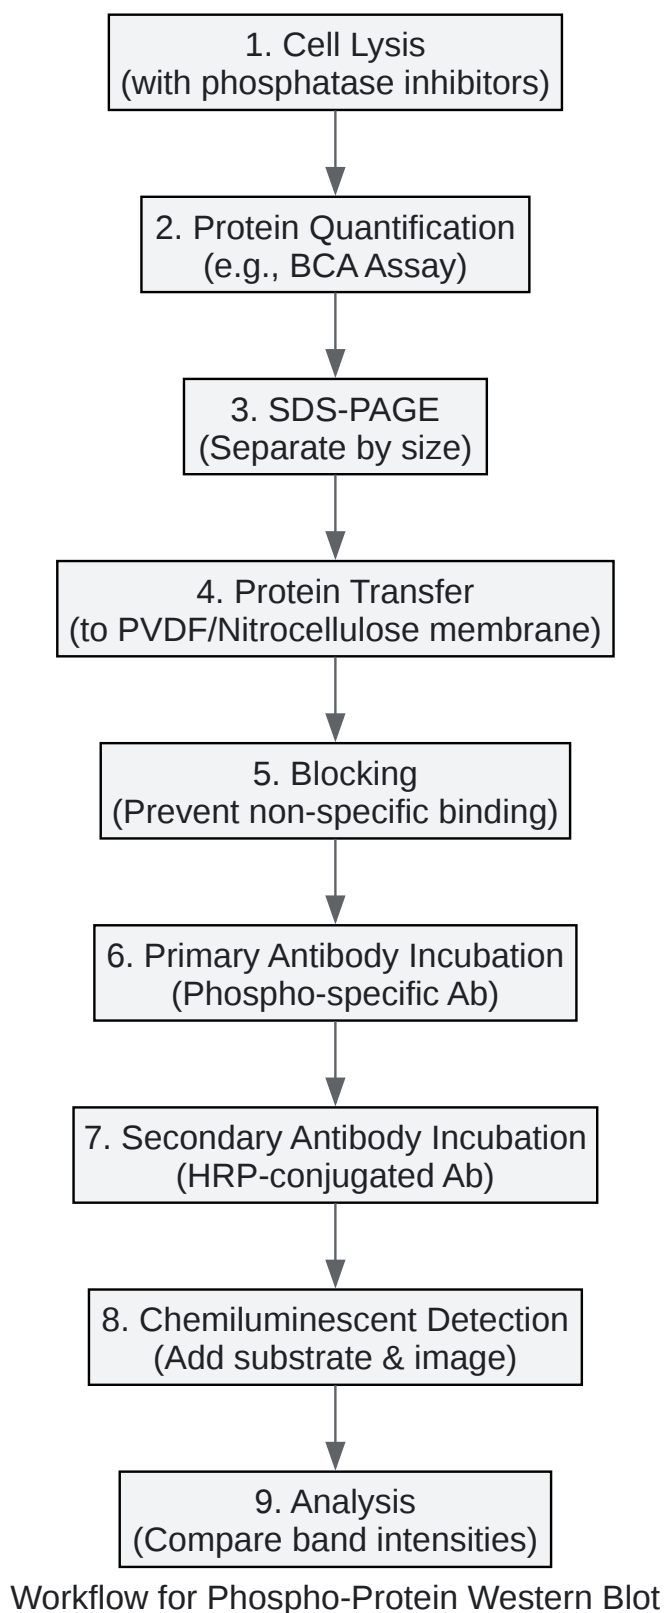 1. Cell Lysis
(with phosphatase inhibitors)
2. Protein Quantification
(e.g., BCA Assay)
3. SDS-PAGE
(Separate by size)
4. Protein Transfer
(to PVDF/Nitrocellulose membrane)
5. Blocking
(Prevent non-specific binding)
6. Primary Antibody Incubation
(Phospho-specific Ab)
7. Secondary Antibody Incubation
(HRP-conjugated Ab)
8. Chemiluminescent Detection
(Add substrate & image)
9. Analysis
(Compare band intensities)
Workflow for Phospho-Protein Western Blot